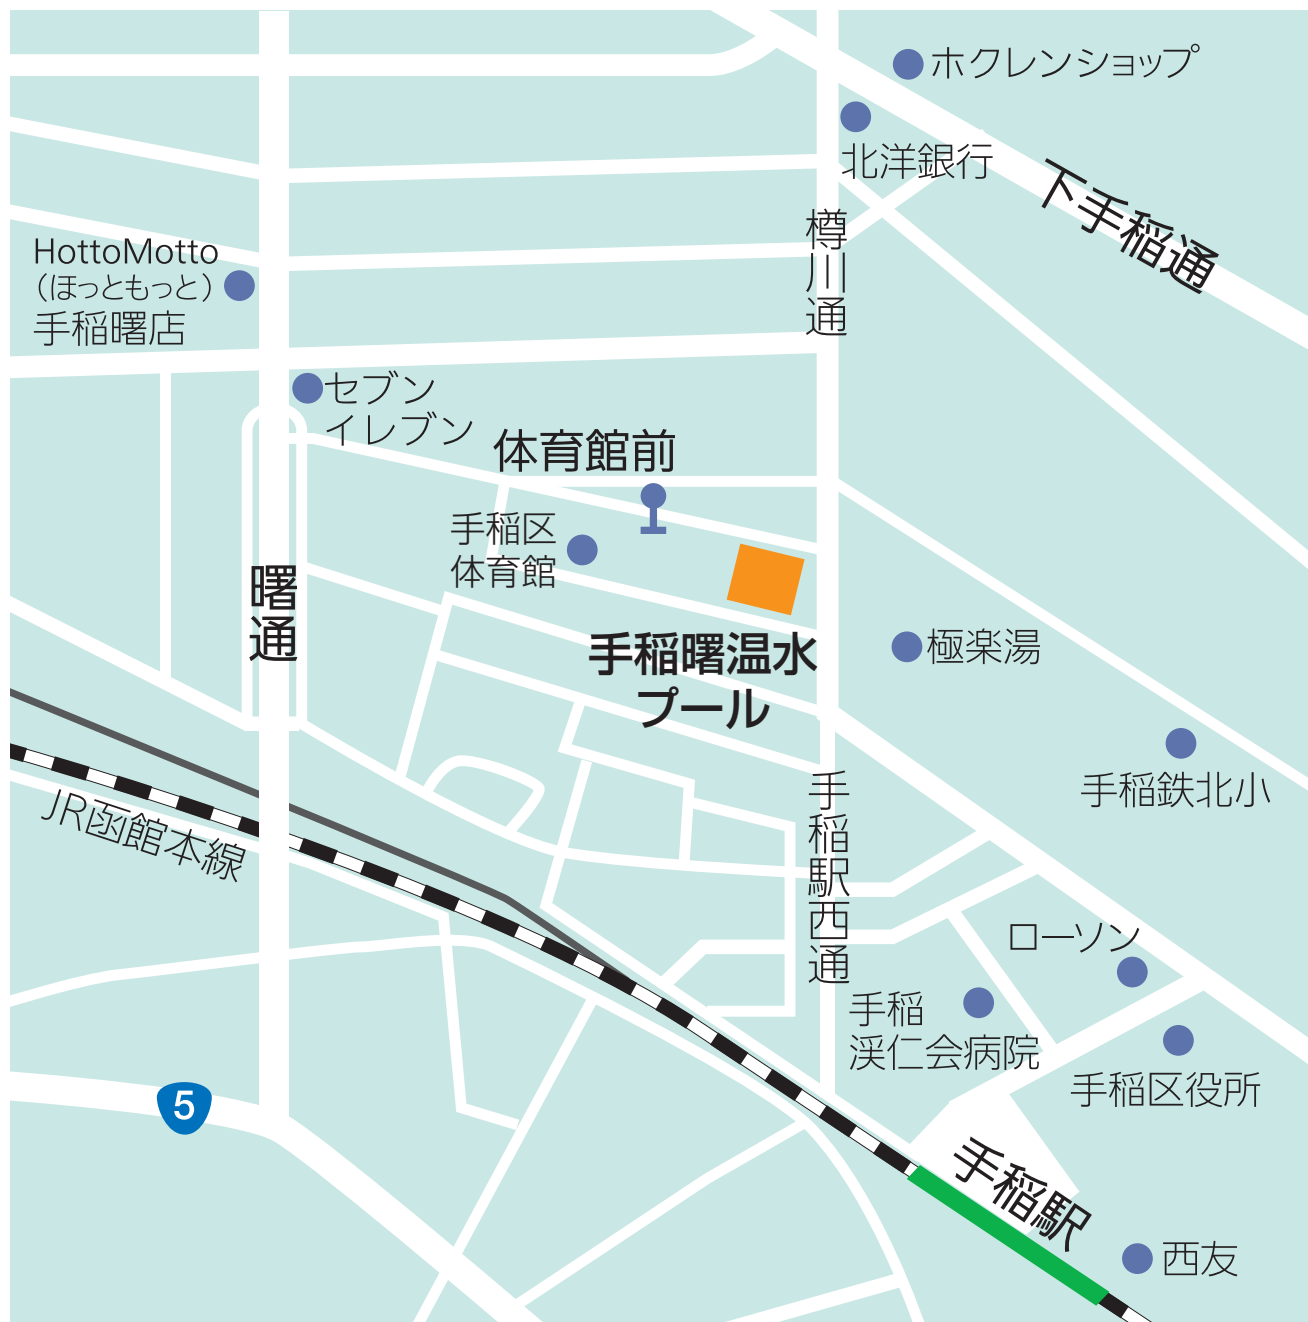 ホクレンショップ
北洋銀行
下手稲通
樽川通
HottoMotto
（ほっともっと）
手稲曙店
セブン
イレブン
体育館前
手稲区
体育館
曙通
手稲曙温水
プール
極楽湯
手稲鉄北小
手稲駅西通
JR函館本線
ローソン
手稲
渓仁会病院
手稲区役所
5
手稲駅
西友